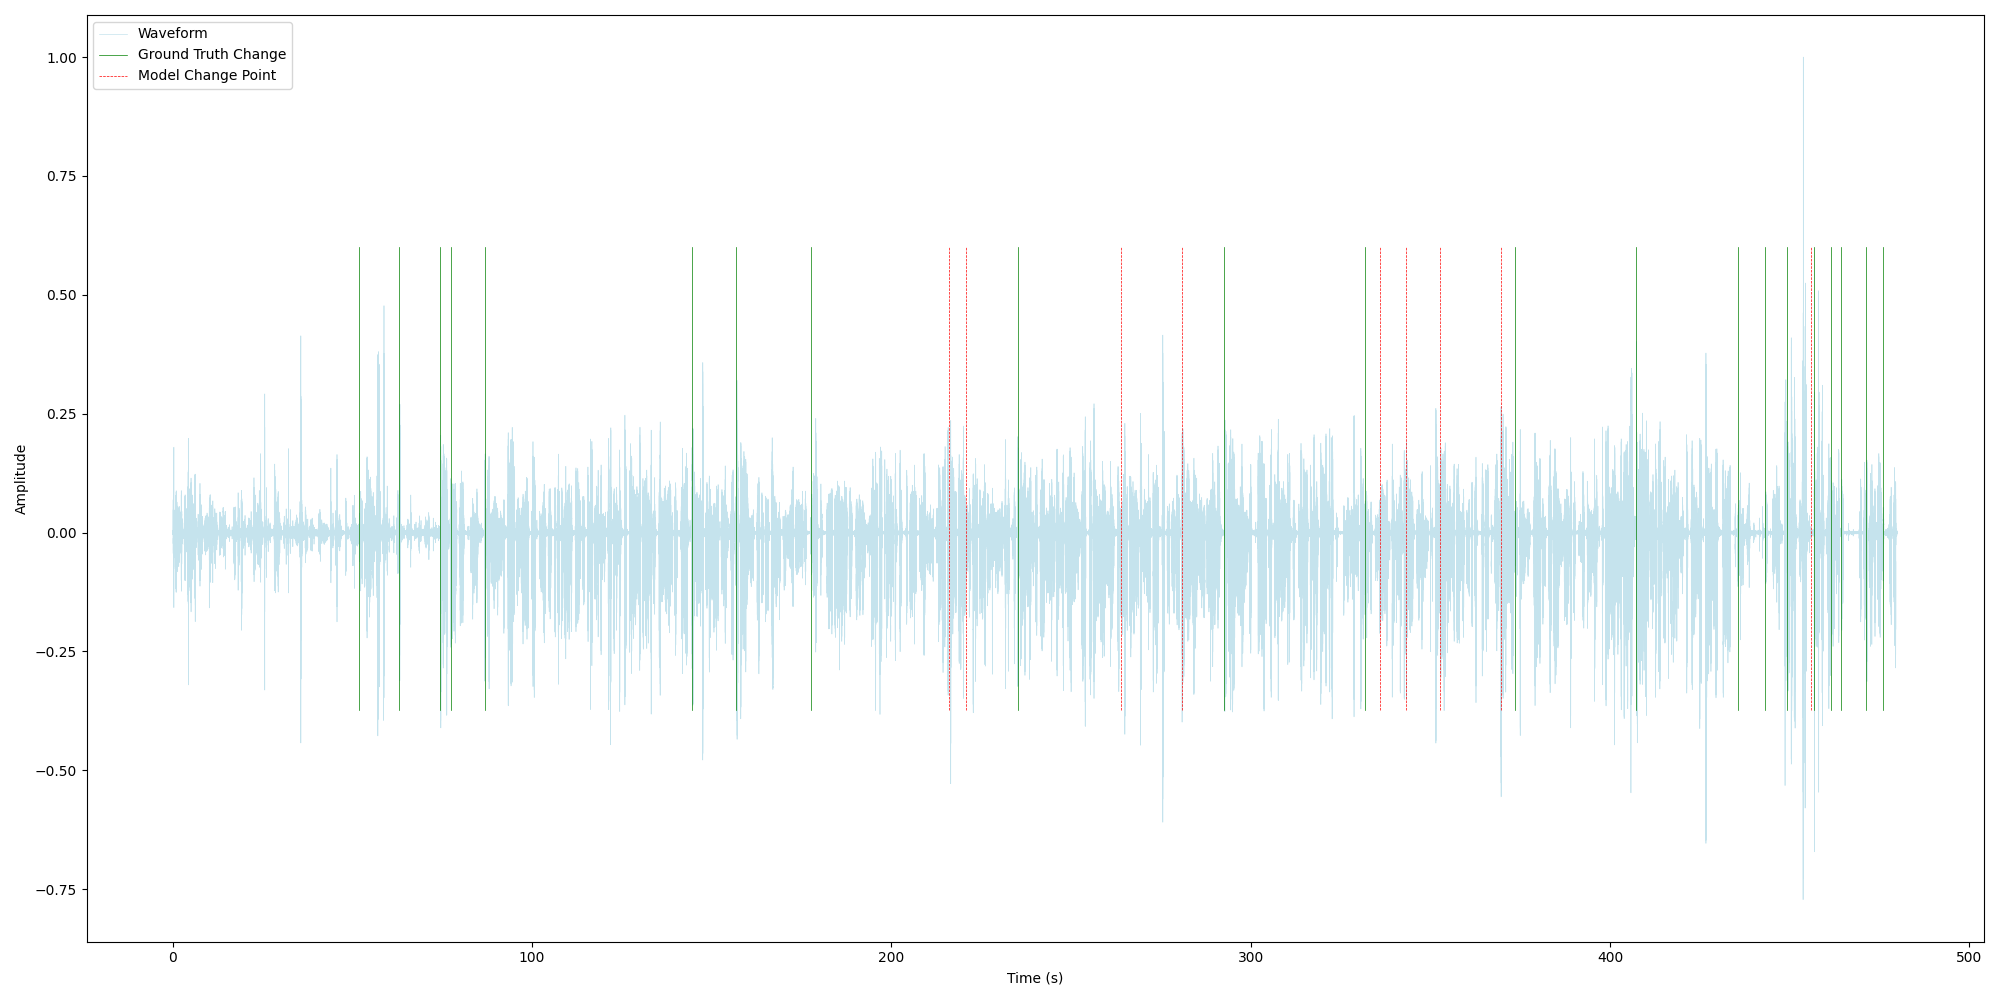 Waveform
Ground Truth Change
Model Change Point
1.00
0.75
0.50
0.25
0.00
−0.25
−0.50
−0.75
Amplitude
0 100 200 300 400 500
Time (s)